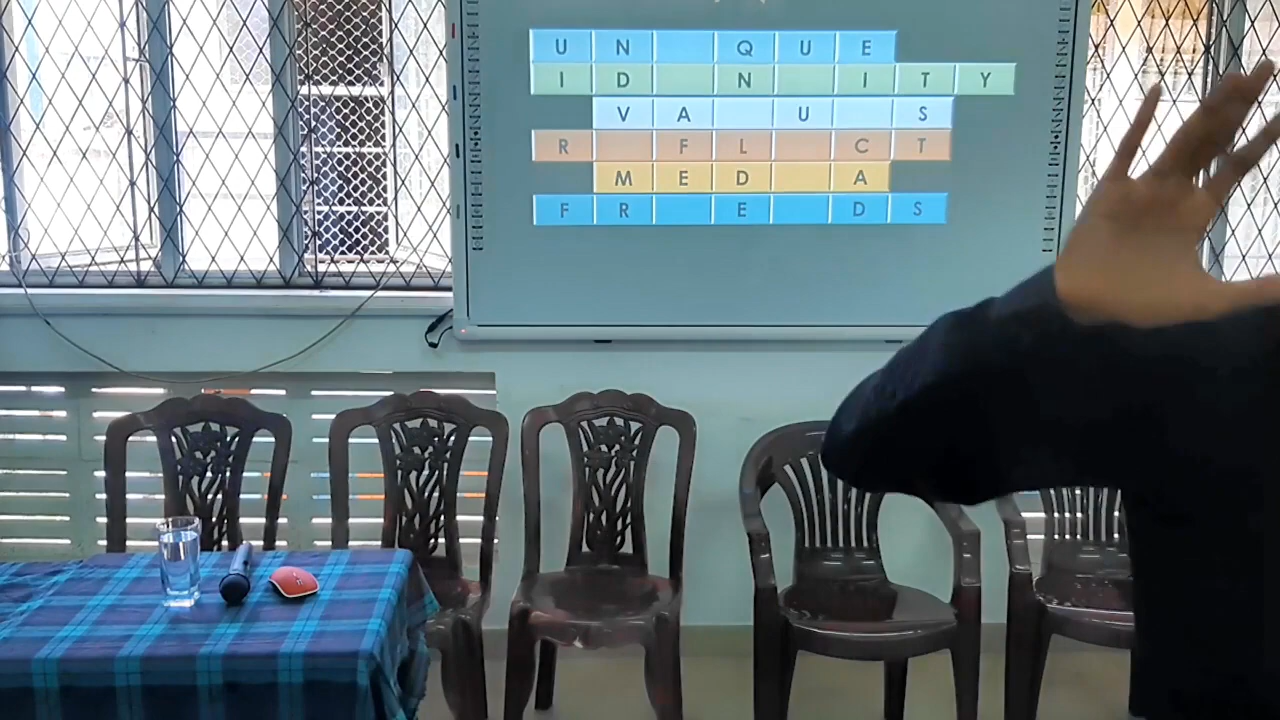 U N Q U E
I D N I T Y
V A U S
R F L C T
M E D A
F R E D S